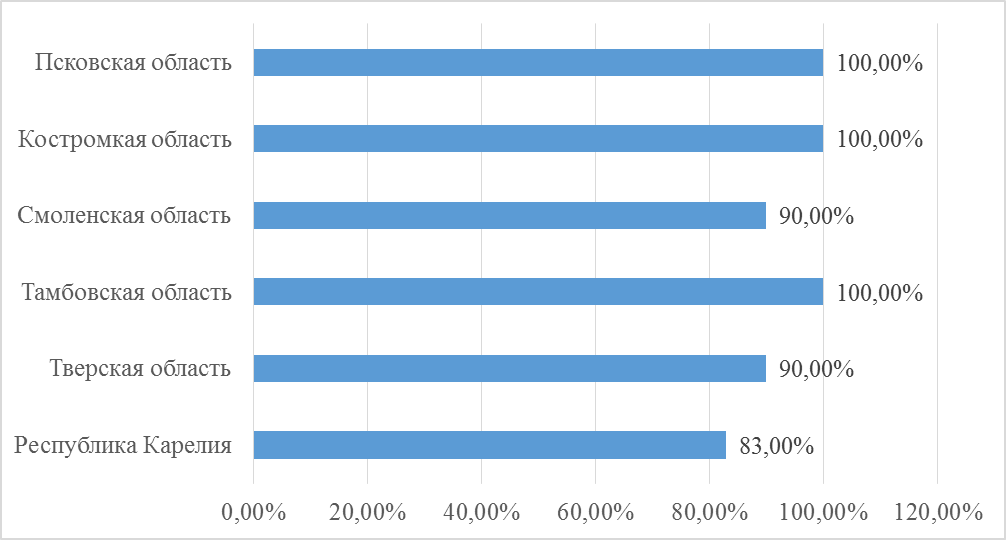 Псковская область 100,00%
Костромкая область 100,00%
Смоленская область 90,00%
Тамбовская область 100,00%
Тверская область 90,00%
Республика Карелия 83,00%
0,00% 20,00% 40,00% 60,00% 80,00% 100,00% 120,00%